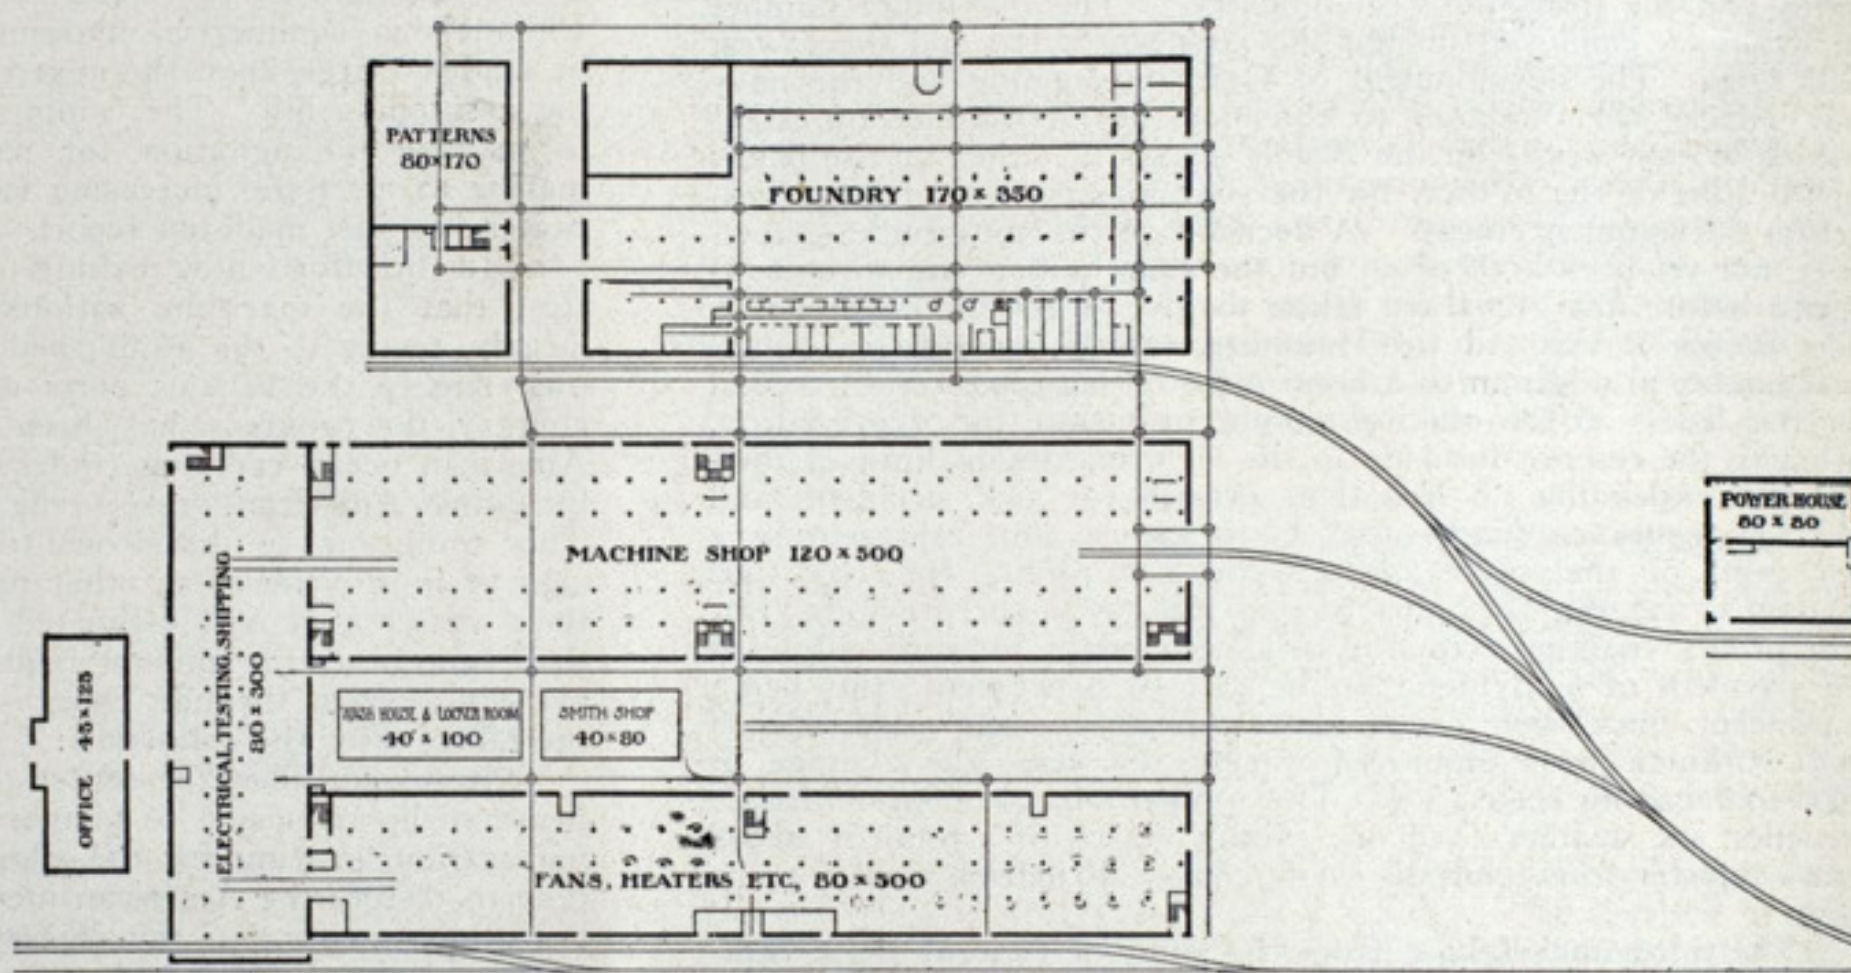 PATTERNS
80×170
FOUNDRY 170 × 350
MACHINE SHOP 120 × 500
POWER HOUSE
80 × 80
ELECTRICAL, TESTING, SHIPPING
80 × 300
OFFICE 45×125
WASH HOUSE & LOCKER ROOM
40' × 100
SMITH SHOP
40×80
FANS, HEATERS ETC, 80 × 500